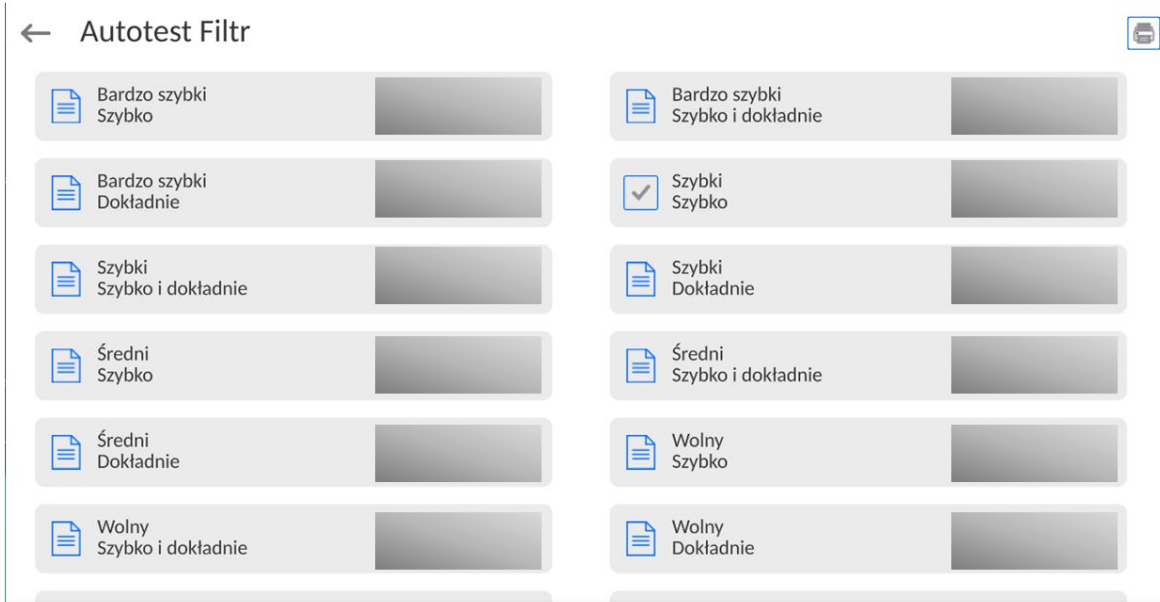 Autotest Filtr
Bardzo szybki
Szybko
Bardzo szybki
Szybko i dokładnie
Bardzo szybki
Dokładnie
Szybki
Szybko
Szybki
Szybko i dokładnie
Szybki
Dokładnie
Średni
Szybko
Średni
Szybko i dokładnie
Średni
Dokładnie
Wolny
Szybko
Wolny
Szybko i dokładnie
Wolny
Dokładnie